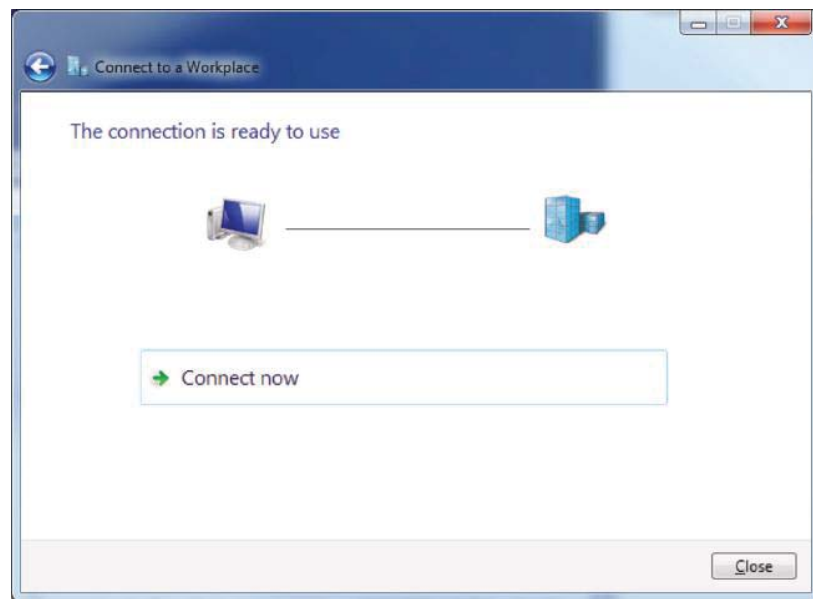 Connect to a Workplace
The connection is ready to use
Connect now
Close